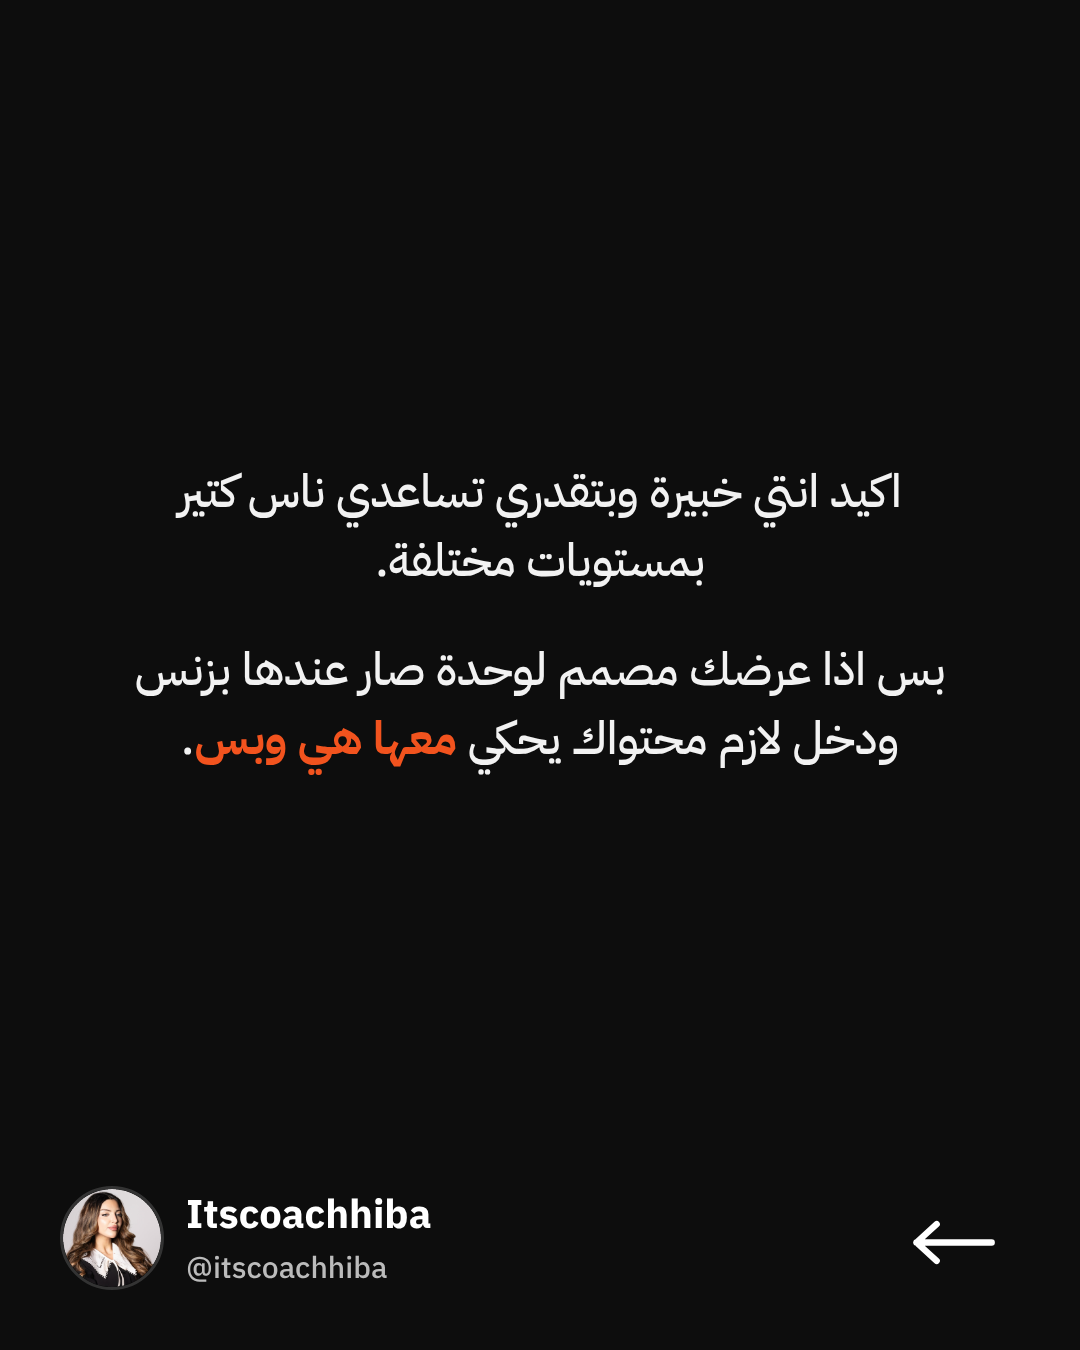 اكيد انتي خبيرة وبتقدري تساعدي ناس كتير
بمستويات مختلفة.
بس اذا عرضك مصمم لوحدة صار عندها بزنس
ودخل لازم محتواك يحكي معها هي وبس.
Itscoachhiba
@itscoachhiba